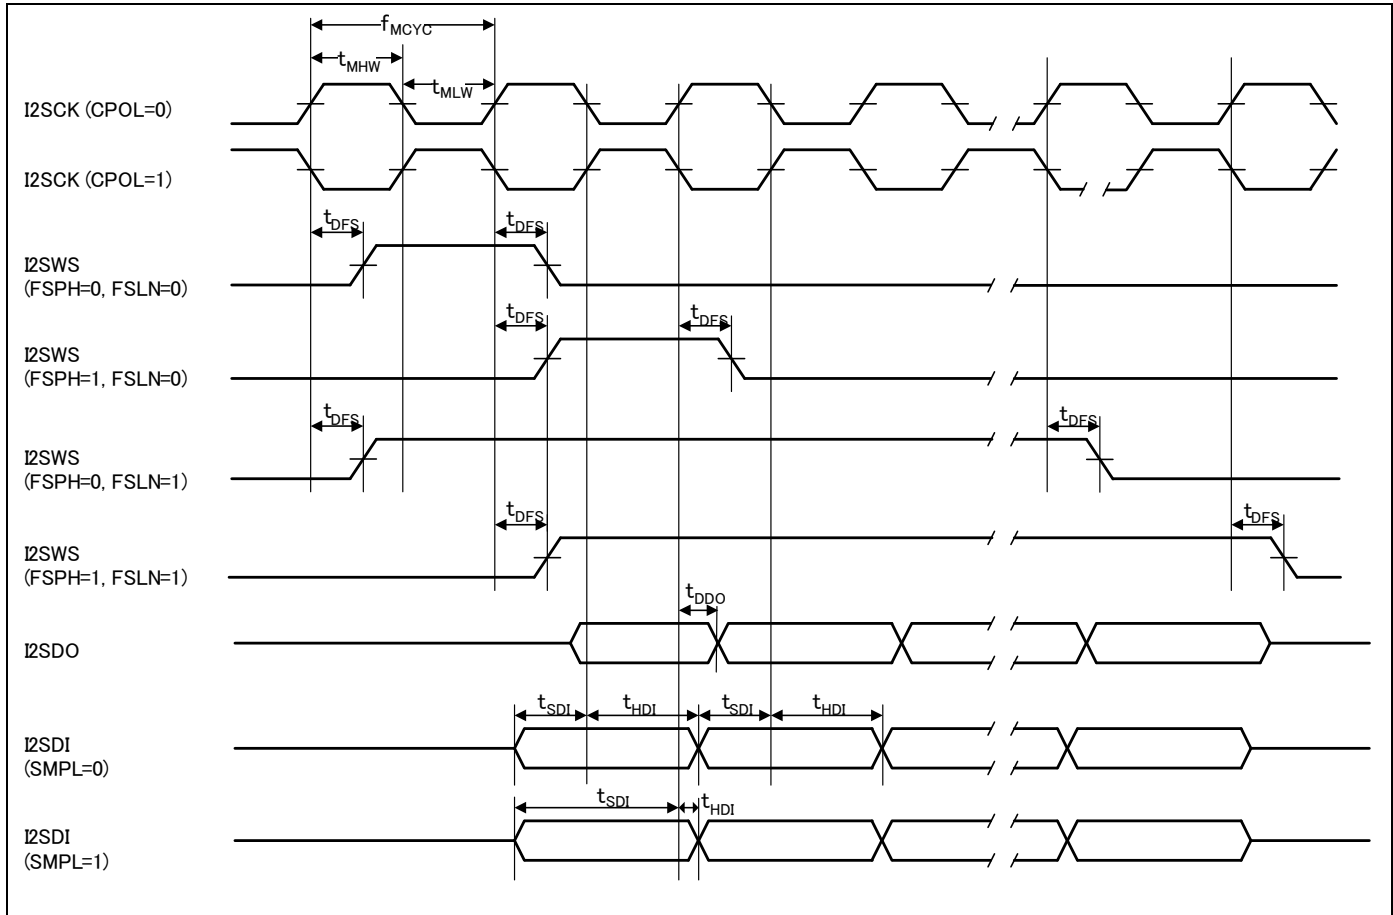 fMCYC
tMHW
tMLW
I2SCK (CPOL=0)
I2SCK (CPOL=1)
tDFS tDFS
I2SWS
(FSPH=0, FSLN=0)
tDFS tDFS
I2SWS
(FSPH=1, FSLN=0)
tDFS tDFS
I2SWS
(FSPH=0, FSLN=1)
tDFS tDFS
I2SWS
(FSPH=1, FSLN=1)
tDDO
I2SDO
tSDI tHDI tSDI tHDI
I2SDI
(SMPL=0)
tSDI tHDI
I2SDI
(SMPL=1)